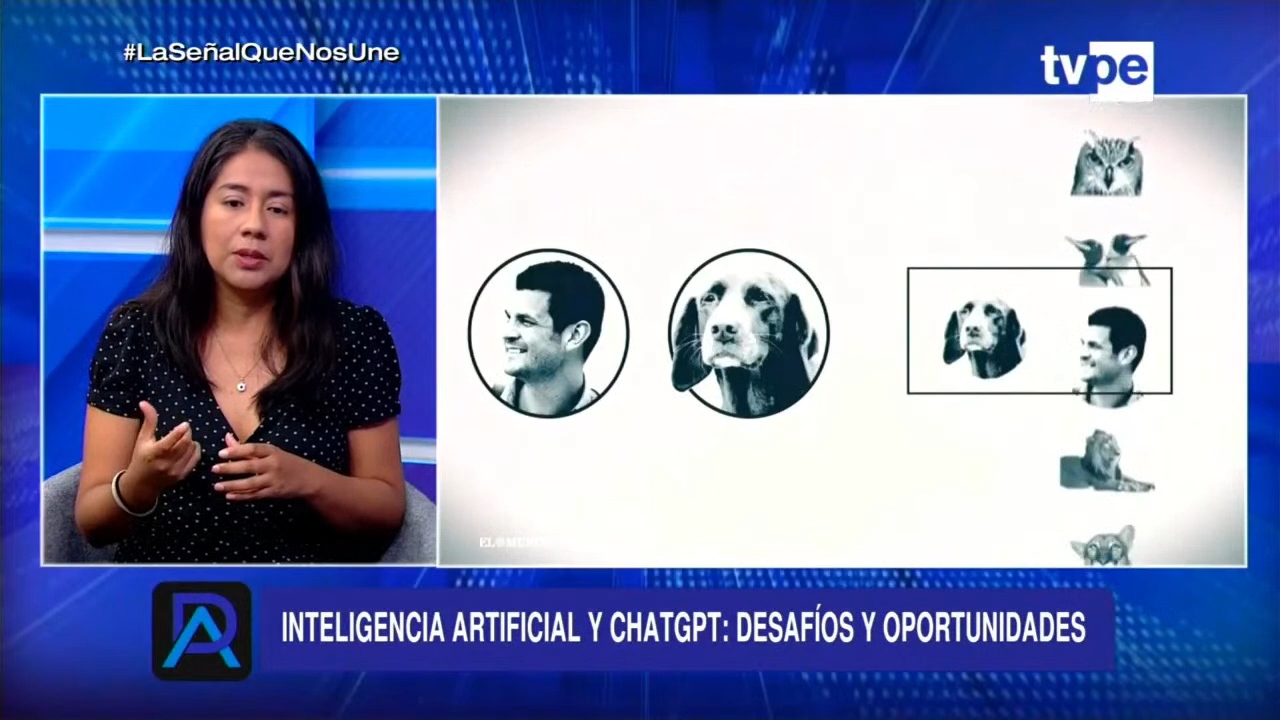 #LaSeñalQueNosUne
tvpe
INTELIGENCIA ARTIFICIAL Y CHATGPT: DESAFÍOS Y OPORTUNIDADES